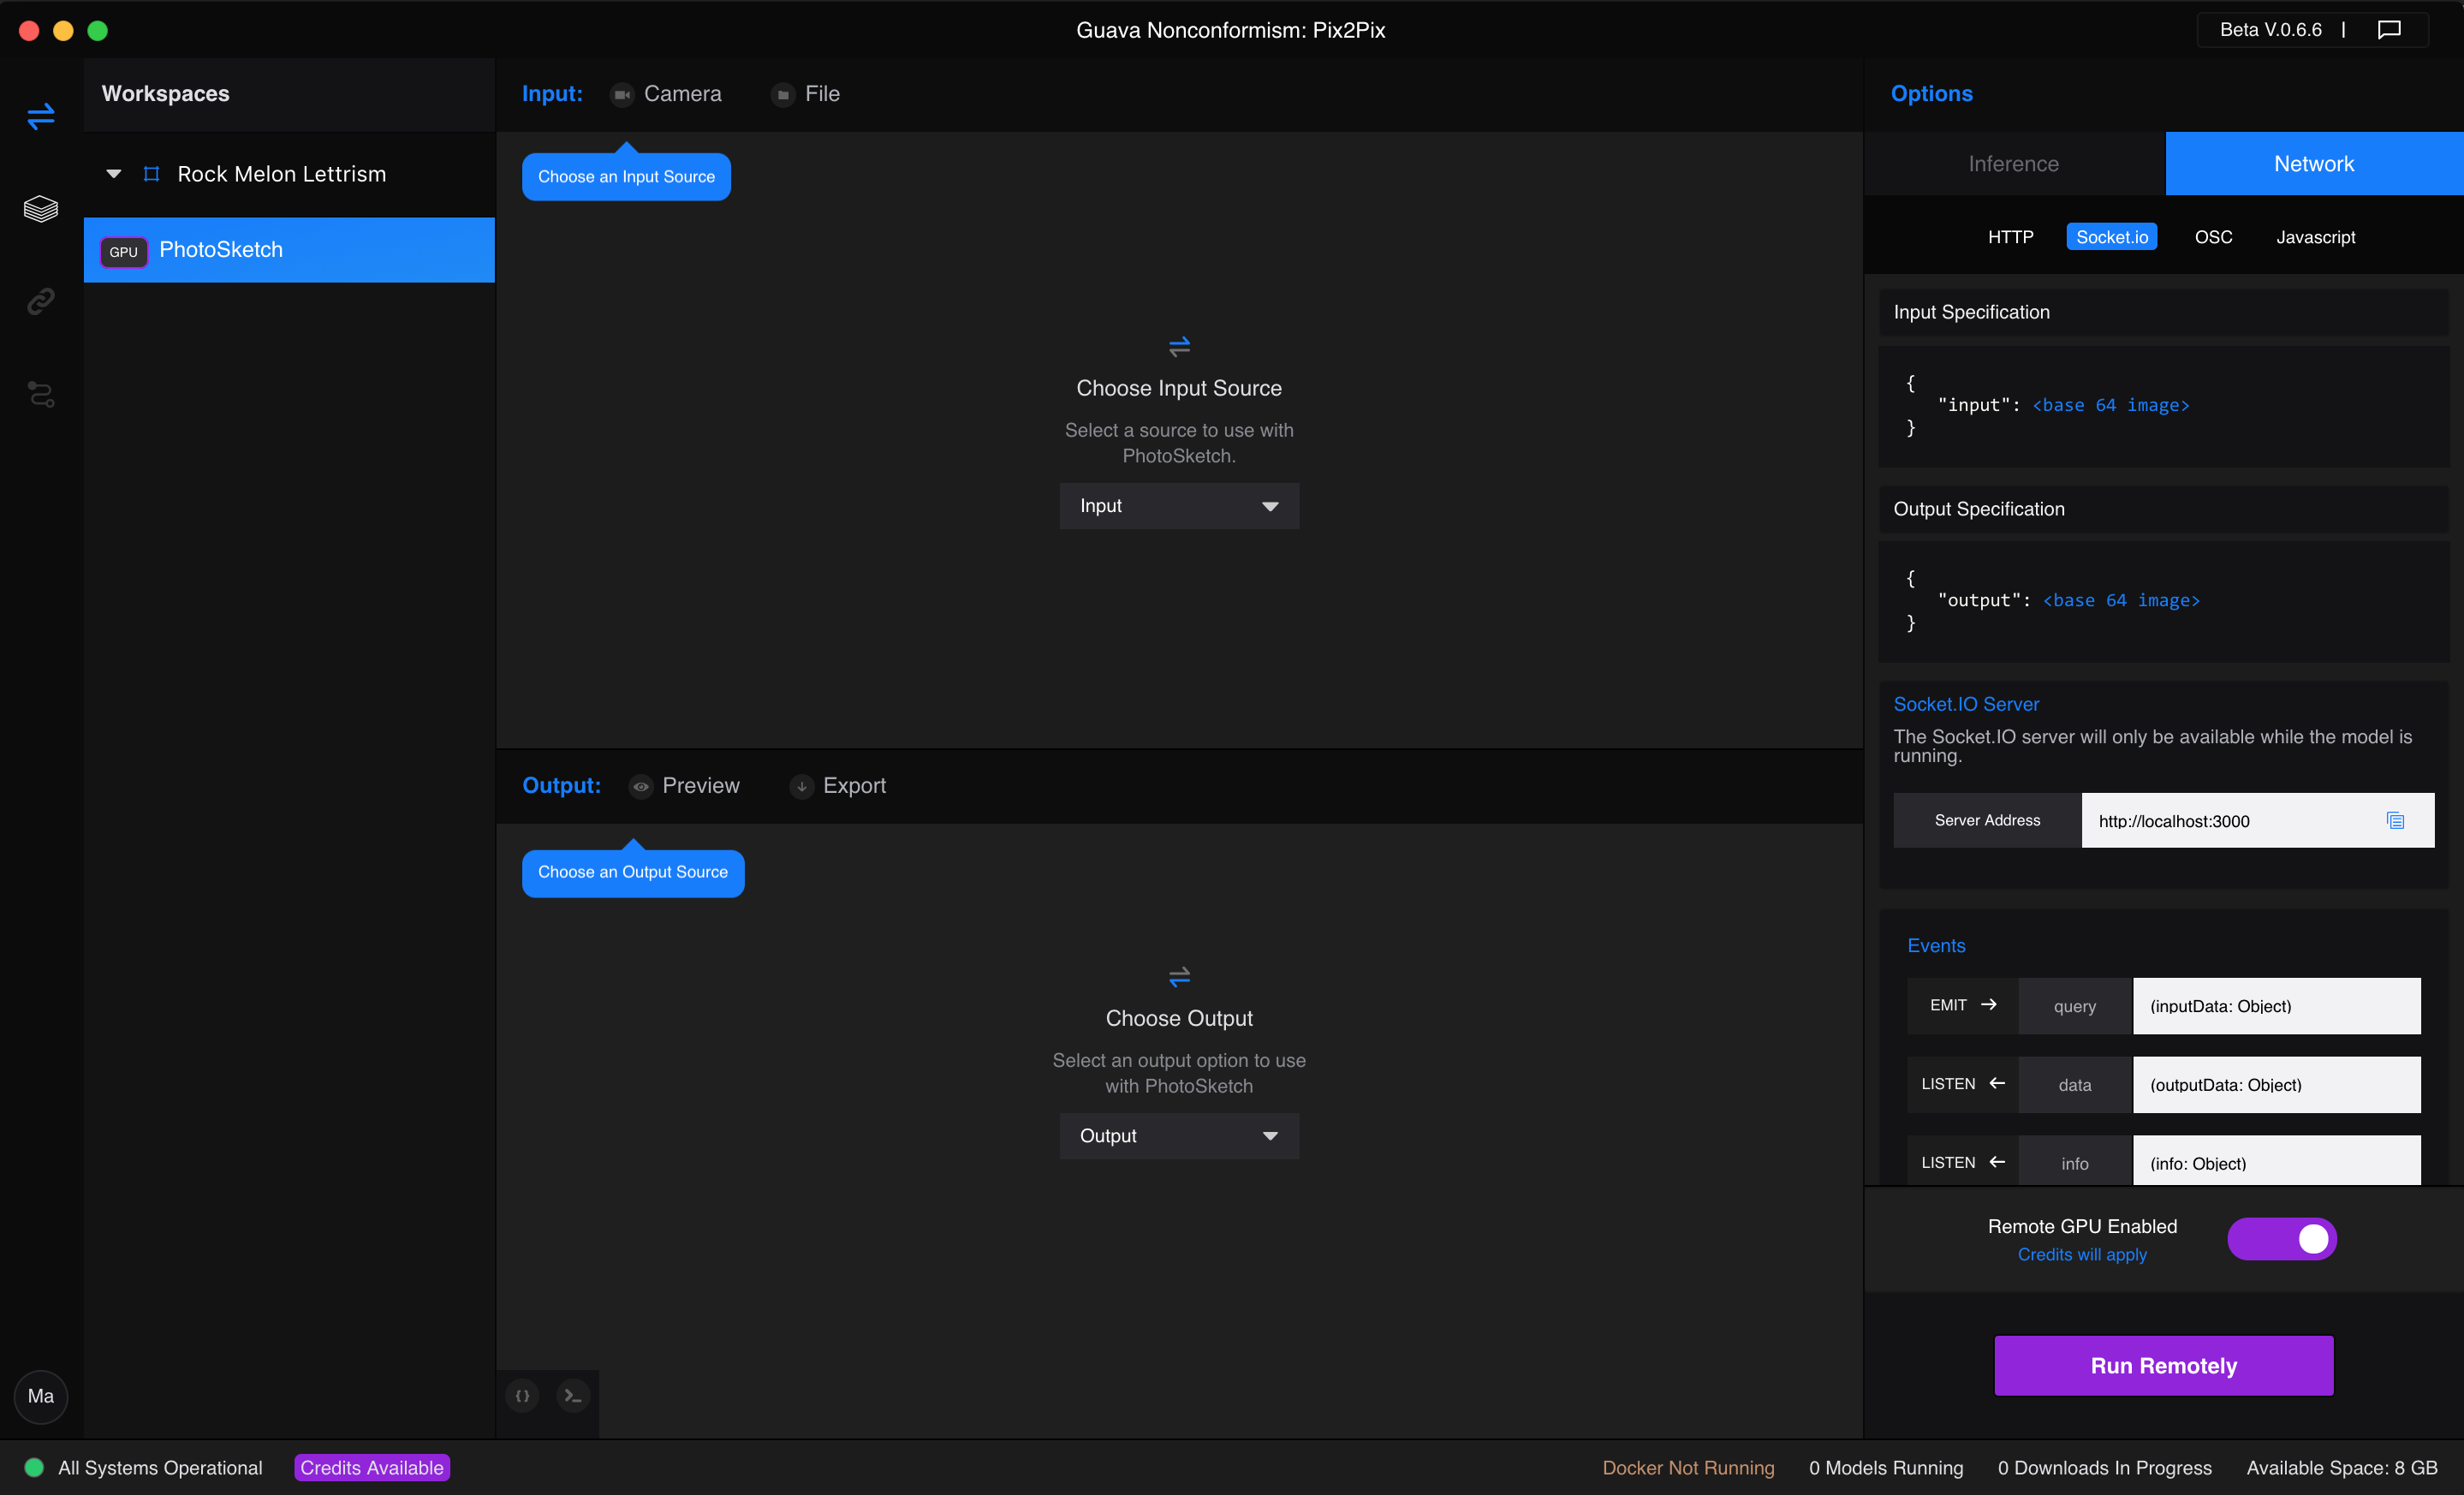 Guava Nonconformism: Pix2Pix
Beta V.0.6.6 |
Workspaces
Rock Melon Lettrism
GPU PhotoSketch
Ma
Input: Camera File
Choose an Input Source
Choose Input Source
Select a source to use with
PhotoSketch.
Input
Output: Preview Export
Choose an Output Source
Choose Output
Select an output option to use
with PhotoSketch
Output
Options
Inference Network
HTTP Socket.io OSC Javascript
Input Specification
{
"input": <base 64 image>
}
Output Specification
{
"output": <base 64 image>
}
Socket.IO Server
The Socket.IO server will only be available while the model is
running.
Server Address http://localhost:3000
Events
EMIT → query (inputData: Object)
LISTEN ← data (outputData: Object)
LISTEN ← info (info: Object)
Remote GPU Enabled
Credits will apply
Run Remotely
All Systems Operational Credits Available Docker Not Running 0 Models Running 0 Downloads In Progress Available Space: 8 GB